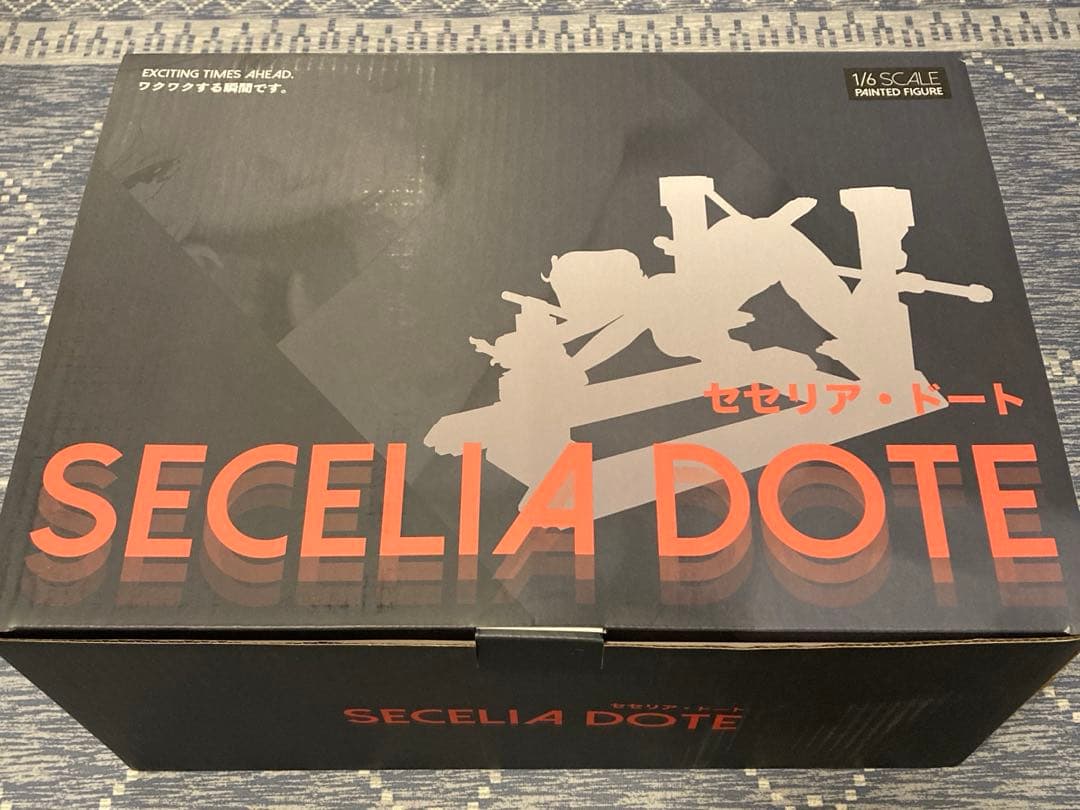 EXCITING TIMES AHEAD.
ワクワクする瞬間です。
1/6 SCALE
PAINTED FIGURE
セセリア・ドート
SECELIA DOTE
セセリア・ドート
SECELIA DOTE